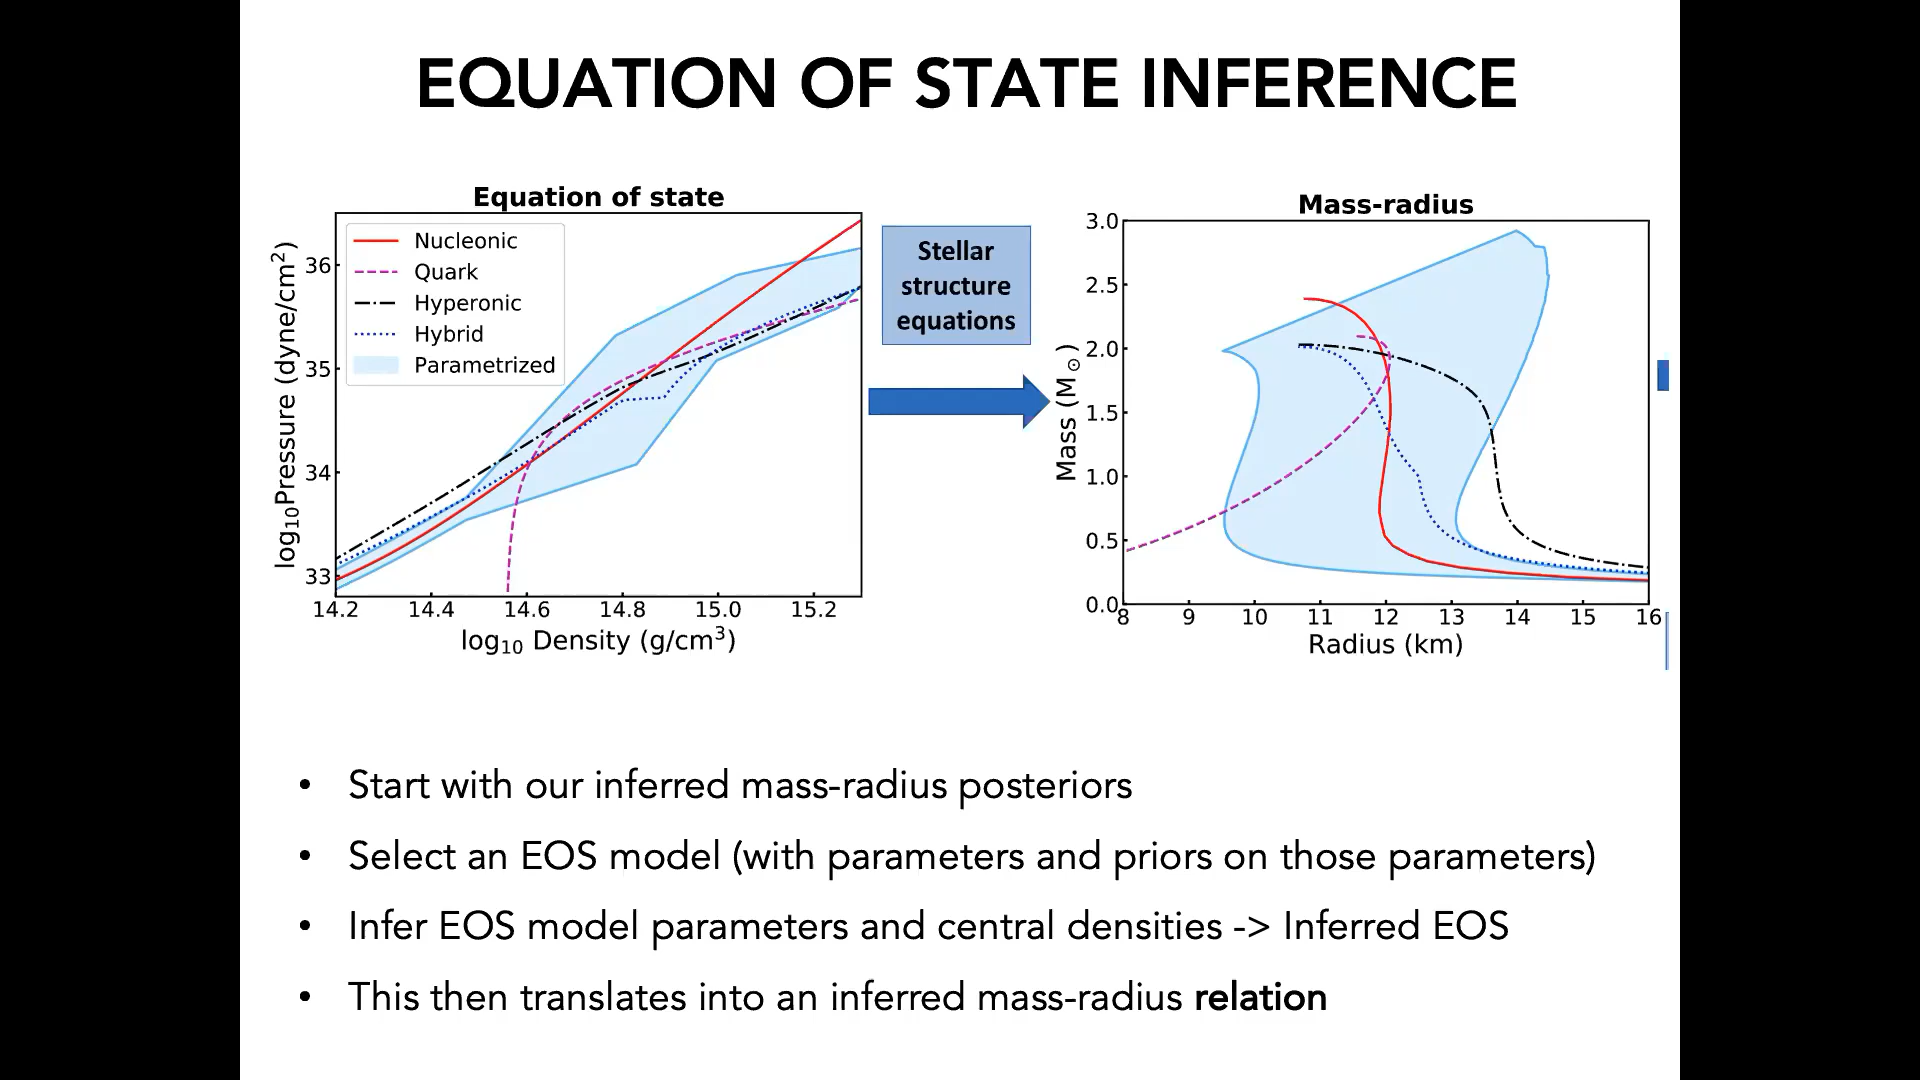 EQUATION OF STATE INFERENCE
Equation of state
Nucleonic
Quark
Hyperonic
Hybrid
Parametrized
log10Pressure (dyne/cm2)
36
35
34
33
14.2 14.4 14.6 14.8 15.0 15.2
log10 Density (g/cm3)
Stellar
structure
equations
Mass-radius
Mass (M☉)
3.0
2.5
2.0
1.5
1.0
0.5
0.0
8 9 10 11 12 13 14 15 16
Radius (km)
• Start with our inferred mass-radius posteriors
• Select an EOS model (with parameters and priors on those parameters)
• Infer EOS model parameters and central densities -> Inferred EOS
• This then translates into an inferred mass-radius relation